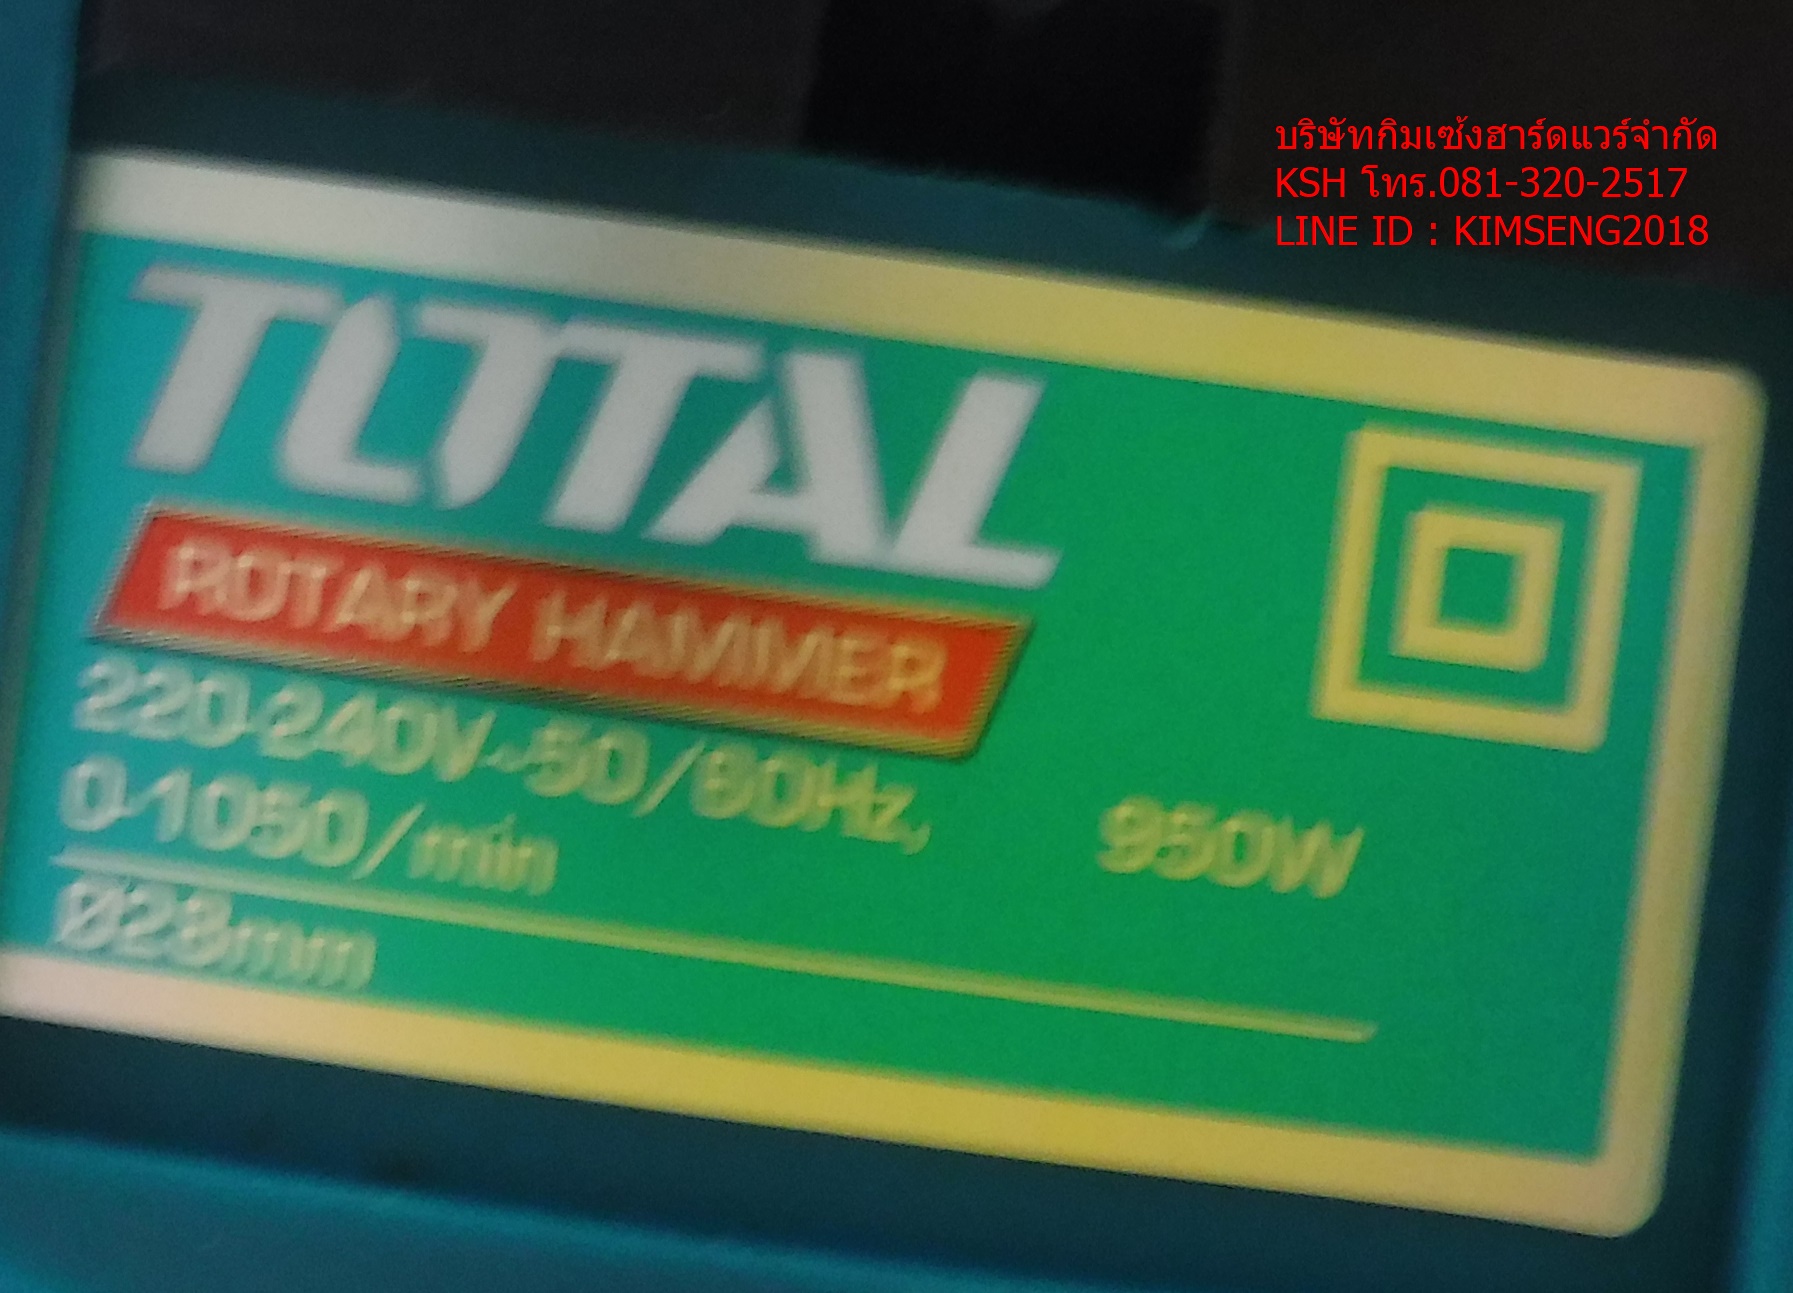 บริษัทกิมเซ้งฮาร์ดแวร์จำกัด
KSH โทร.081-320-2517
LINE ID : KIMSENG2018
TOTAL
ROTARY HAMMER
220-240V~50/60Hz, 950W
0-1050/min
Ø28mm